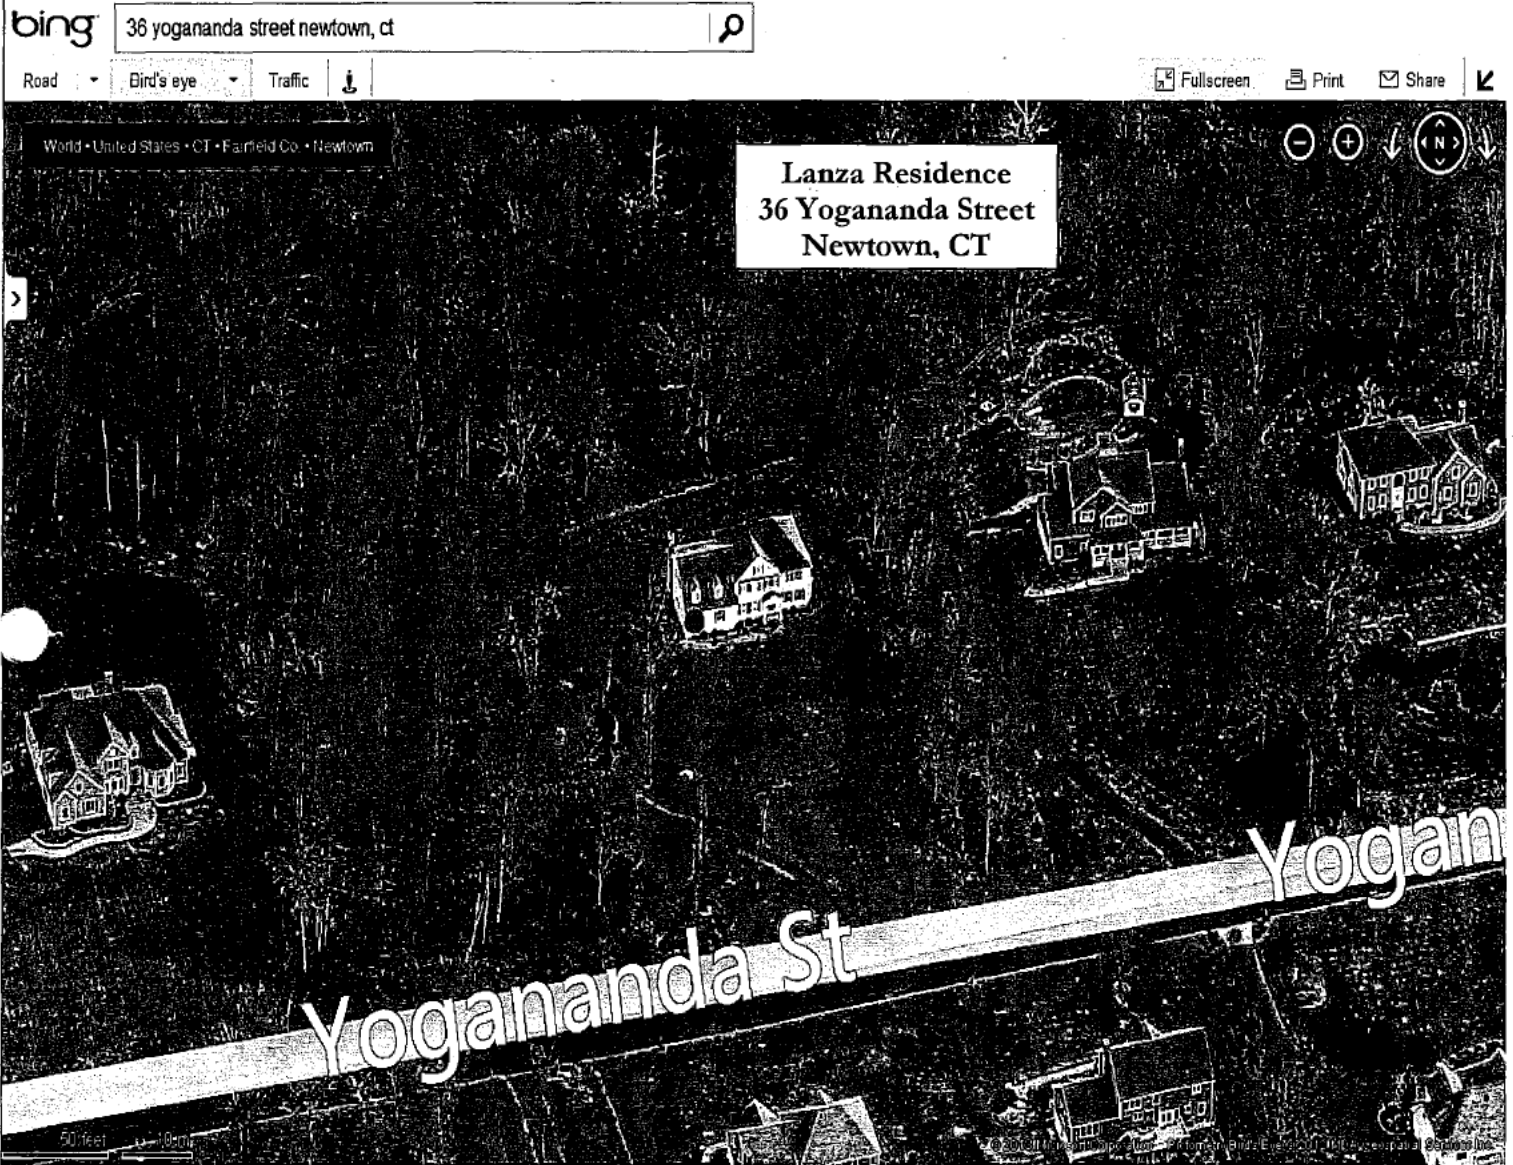 bing
36 yogananda street newtown, ct
Road Bird's eye Traffic
Fullscreen Print Share
World • United States • CT • Fairfield Co. • Newtown
N
Lanza Residence
36 Yogananda Street
Newtown, CT
Yogan
Yogananda St
50 feet